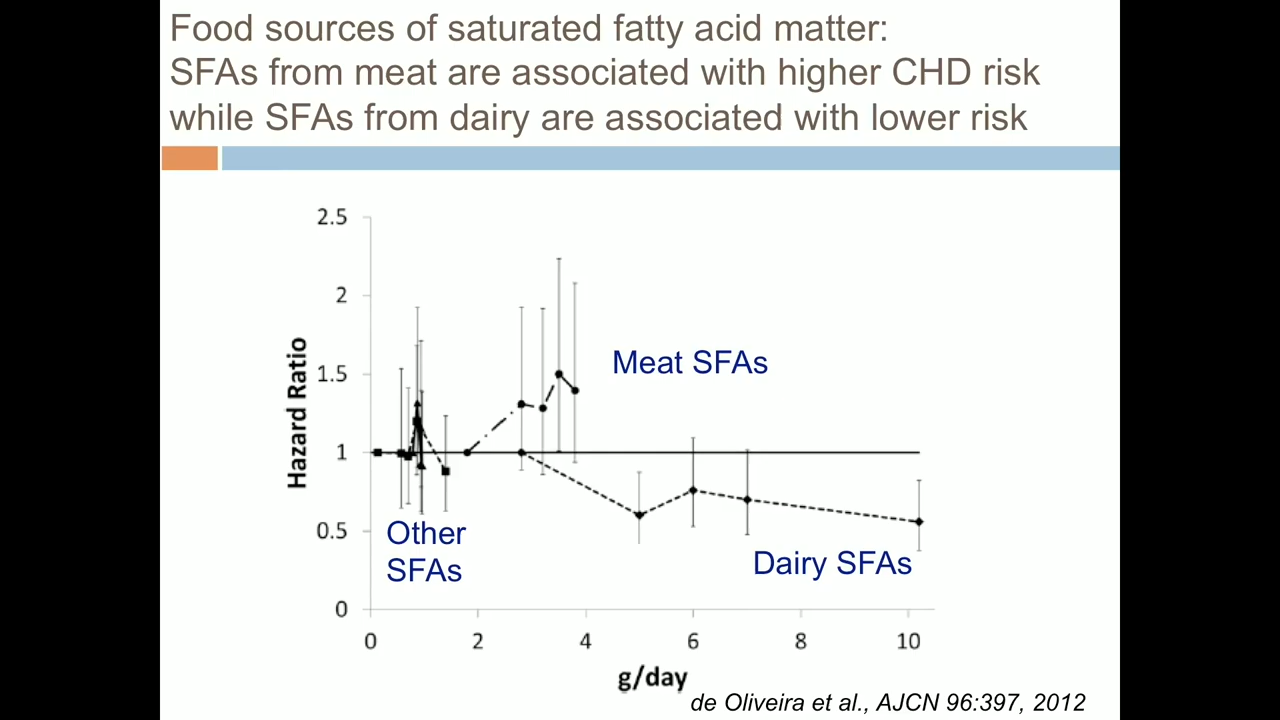 Food sources of saturated fatty acid matter:
SFAs from meat are associated with higher CHD risk
while SFAs from dairy are associated with lower risk
2.5
2
1.5
1
0.5
0
Hazard Ratio
Meat SFAs
Other
SFAs
Dairy SFAs
0 2 4 6 8 10
g/day
de Oliveira et al., AJCN 96:397, 2012